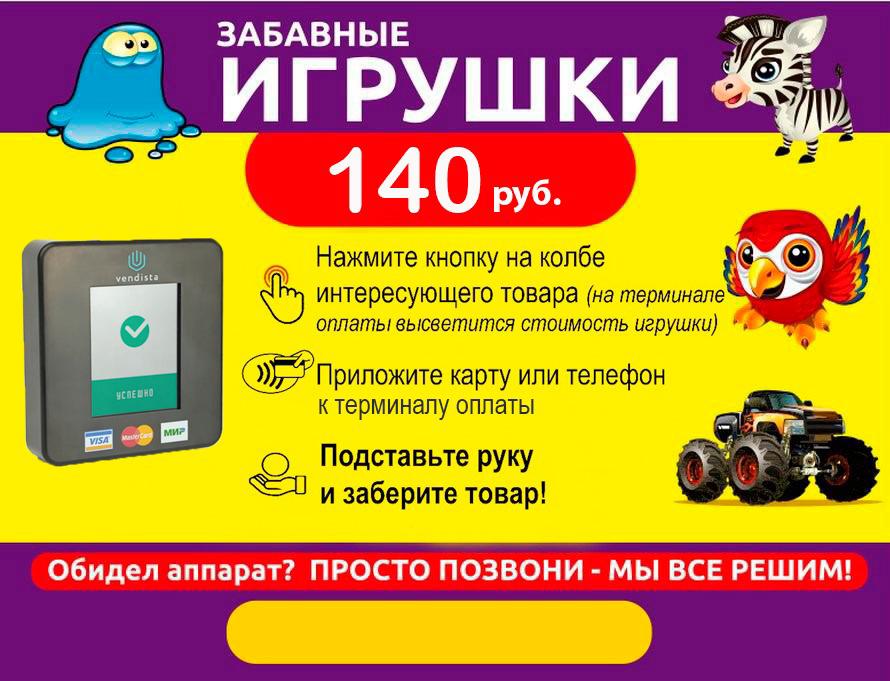 ЗАБАВНЫЕ
ИГРУШКИ
140 руб.
Нажмите кнопку на колбе
интересующего товара (на терминале
оплаты высветится стоимость игрушки)
vendista
УСПЕШНО
VISA MasterCard МИР
Приложите карту или телефон
к терминалу оплаты
Подставьте руку
и заберите товар!
Обидел аппарат? ПРОСТО ПОЗВОНИ - МЫ ВСЕ РЕШИМ!